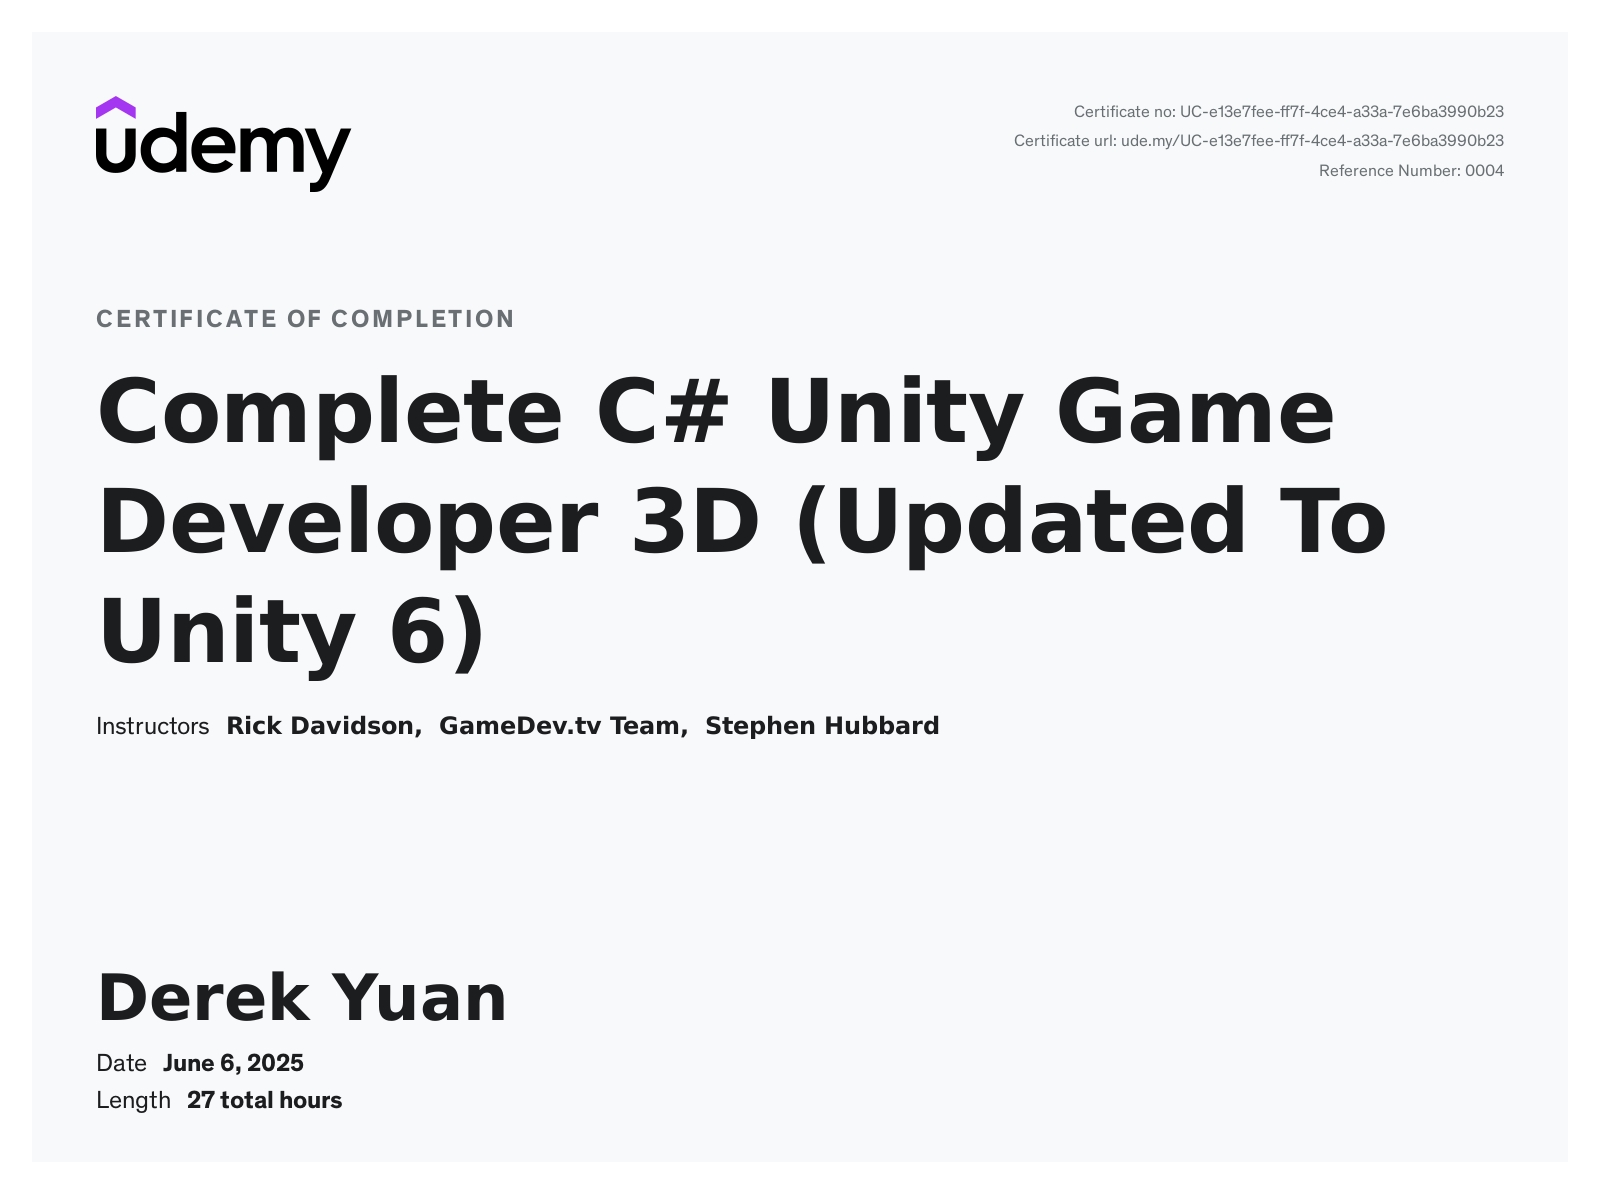 udemy
Certificate no: UC-e13e7fee-ff7f-4ce4-a33a-7e6ba3990b23
Certificate url: ude.my/UC-e13e7fee-ff7f-4ce4-a33a-7e6ba3990b23
Reference Number: 0004
CERTIFICATE OF COMPLETION
Complete C# Unity Game
Developer 3D (Updated To
Unity 6)
Instructors Rick Davidson, GameDev.tv Team, Stephen Hubbard
Derek Yuan
Date June 6, 2025
Length 27 total hours